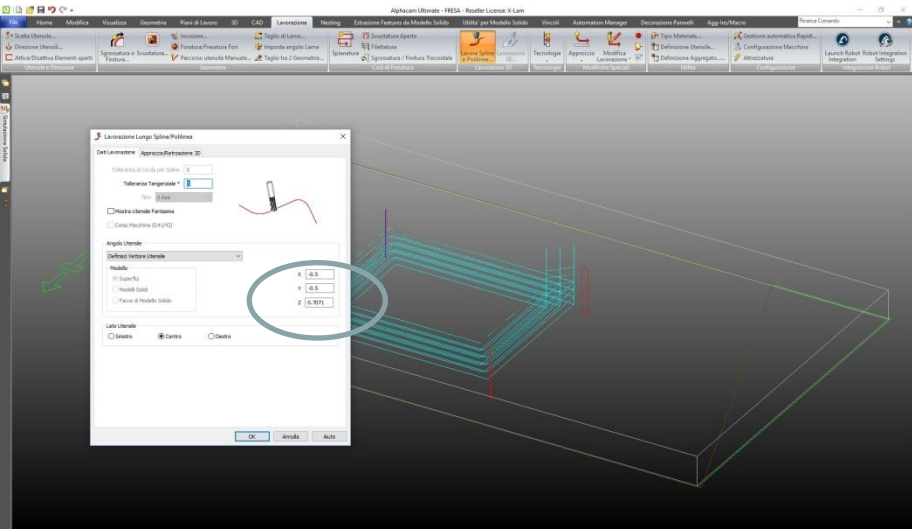 Alphacam Ultimate - FRESA - Reseller License: X-Lam
File Home Modifica Visualizza Geometria Piani di Lavoro 3D CAD Lavorazione Nesting Estrazione Features da Modello Solido Utilita' per Modello Solido Vincoli Automation Manager Decorazione Pannelli Agg-Ins/Macro
Ricerca Comando
Scelta Utensile...
Direzione Utensili...
Attiva/Disattiva Elementi aperti
Utensile e Direzione
Sgrossatura o Finitura...
Svuotatura...
Incisione...
Foratura/Fresature Fori
Percorso utensile Manuale...
Taglio di Lama...
Imposta angolo Lama
Taglio tra 2 Geometrie...
Geometrie
Spianatura
Svuotatura Aperta
Filettatura
Sgrossatura / Finitura Trocoidale
Cicli di Fresatura
Lavora Spline o Polilinee...
Lavorazioni 3D...
Lavorazioni 3D
Tecnologie
Tecnologie
Approccio
Modifica Lavorazione
Modifiche Speciali
Tipo Materiale...
Definizione Utensile...
Definizione Aggregato...
Utilita'
Gestione automatica Rapidi...
Configurazione Macchina
Attrezzature
Configurazione
Launch Robot Integration
Robot Integration Settings
Integrazione Robot
Simulazione Solida
Lavorazione Lungo Spline/Polilinea
Dati Lavorazione Approccio/Retrazione 3D
Tolleranza di Corda per Spline 0
Tolleranza Tangenziale *
Tipo 3 Assi
Mostra Utensile Fantasma
Comp Macchina (G41/42)
Angolo Utensile
Definisci Vettore Utensile
Modello
Superfici
Modelli Solidi
Facce di Modello Solido
X -0.5
Y -0.5
Z 0.7071
Lato Utensile
Sinistro Centro Destro
OK Annulla Aiuto